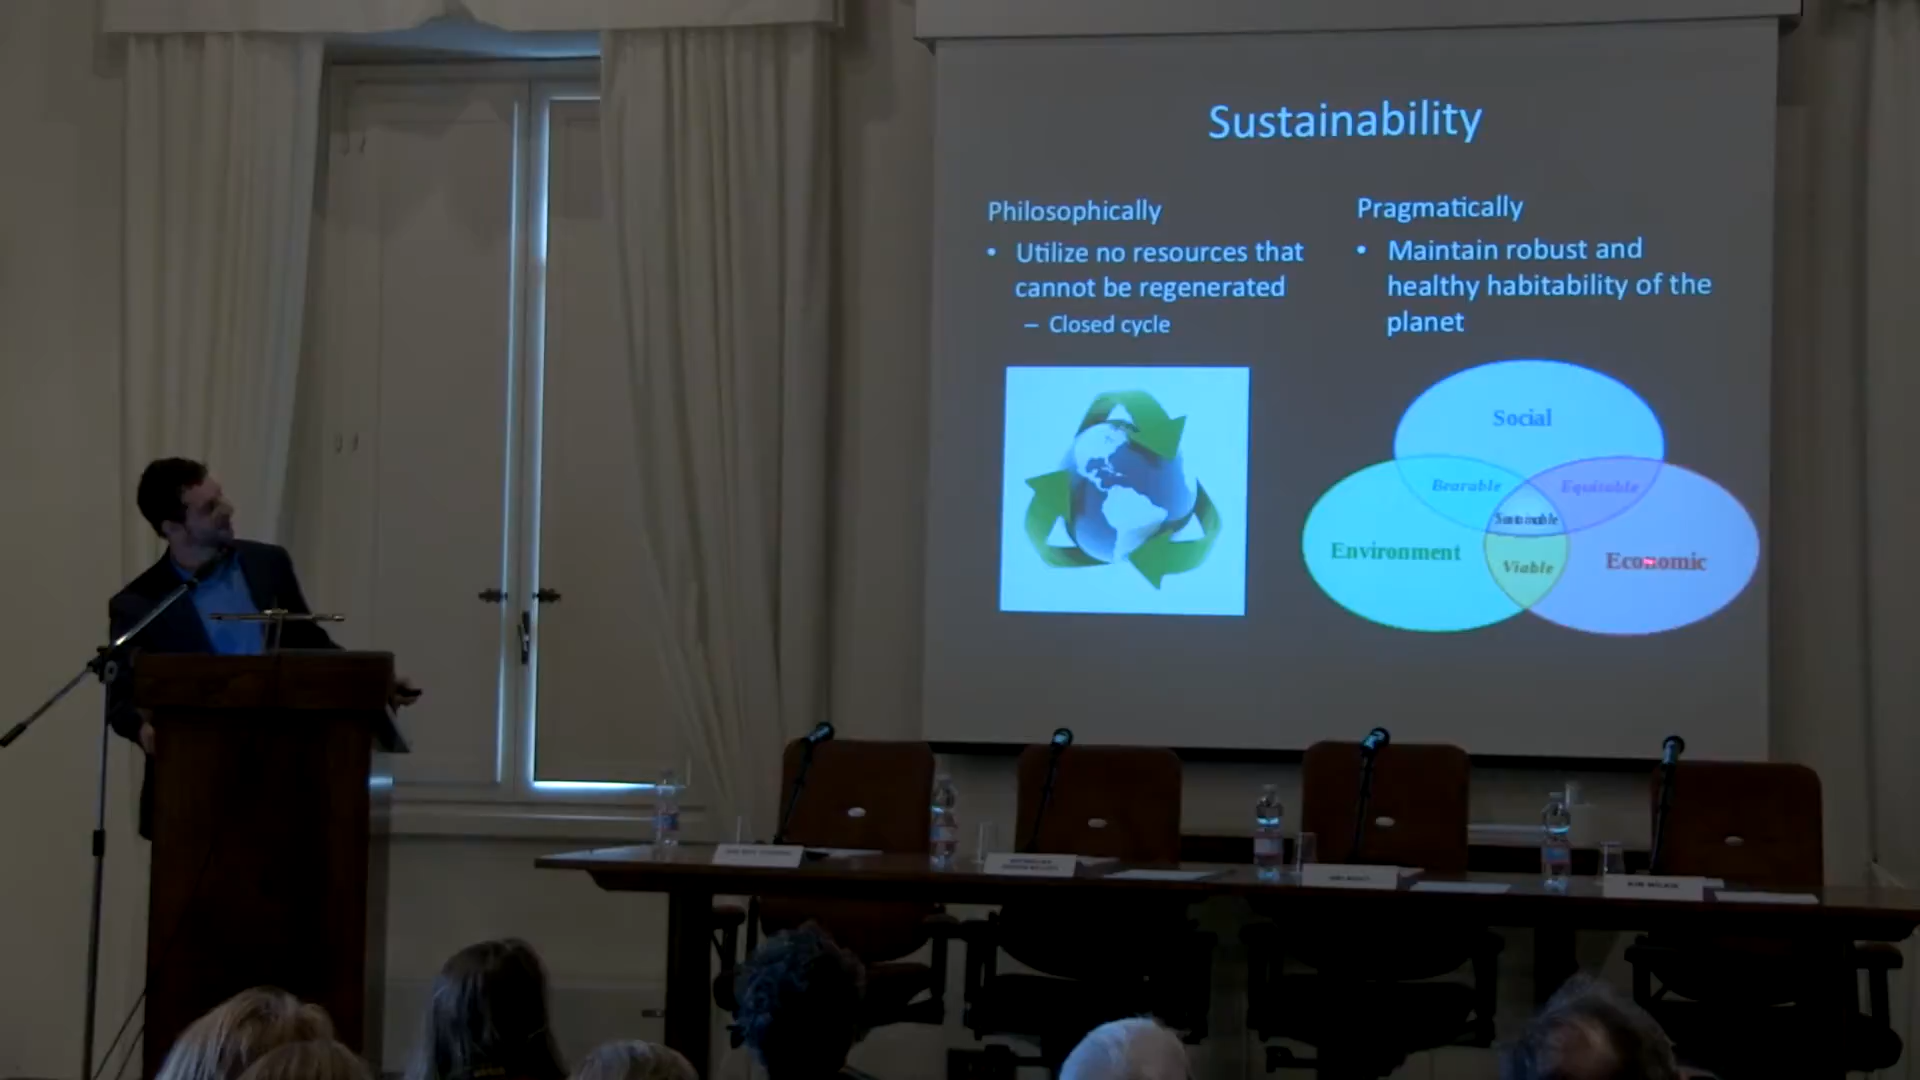 Sustainability
Philosophically
• Utilize no resources that
cannot be regenerated
– Closed cycle
Pragmatically
• Maintain robust and
healthy habitability of the
planet
Social
Bearable
Equitable
Sustainable
Environment
Viable
Economic